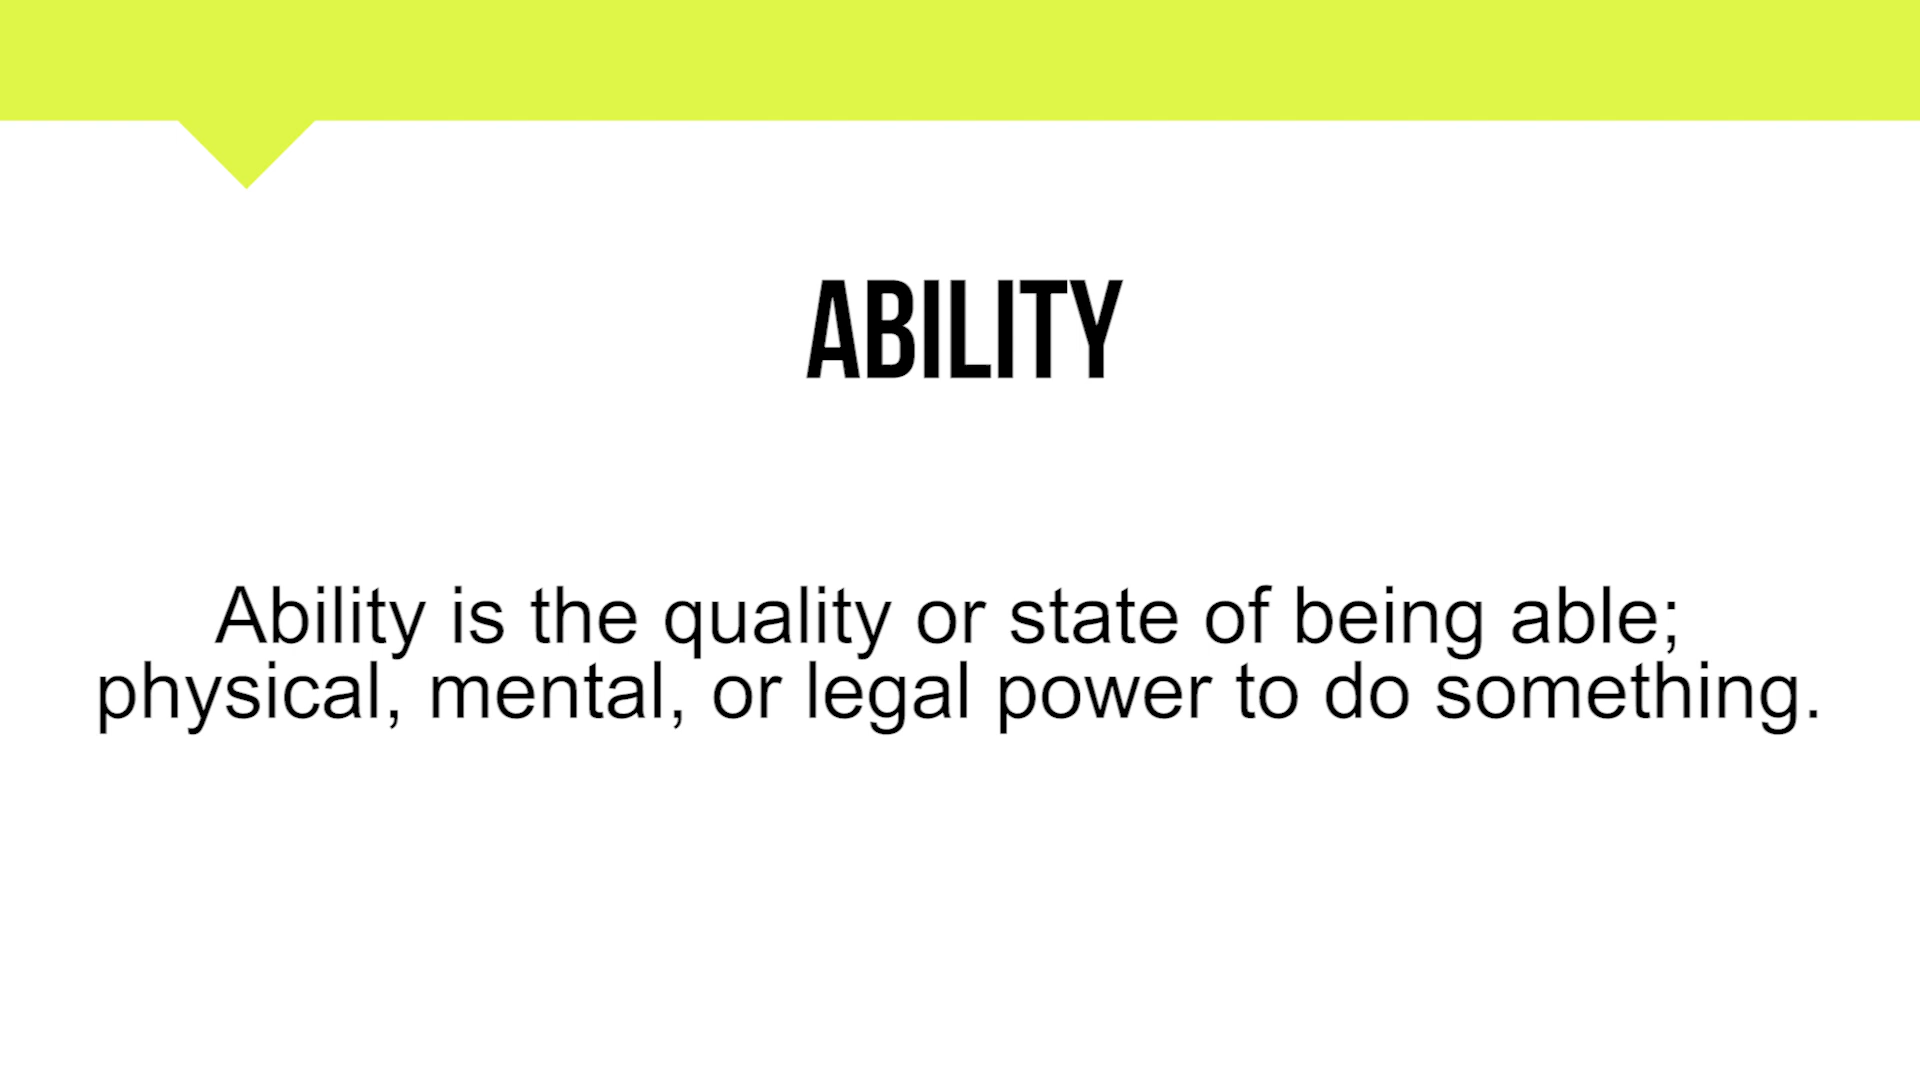 ABILITY
Ability is the quality or state of being able;
physical, mental, or legal power to do something.